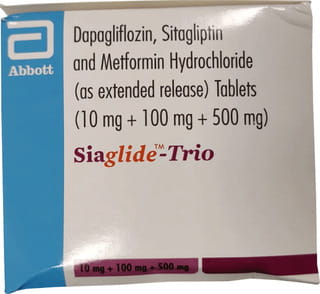 Abbott
Dapagliflozin, Sitagliptin
and Metformin Hydrochloride
(as extended release) Tablets
(10 mg + 100 mg + 500 mg)
Siaglide™-Trio
10 mg + 100 mg + 500 mg